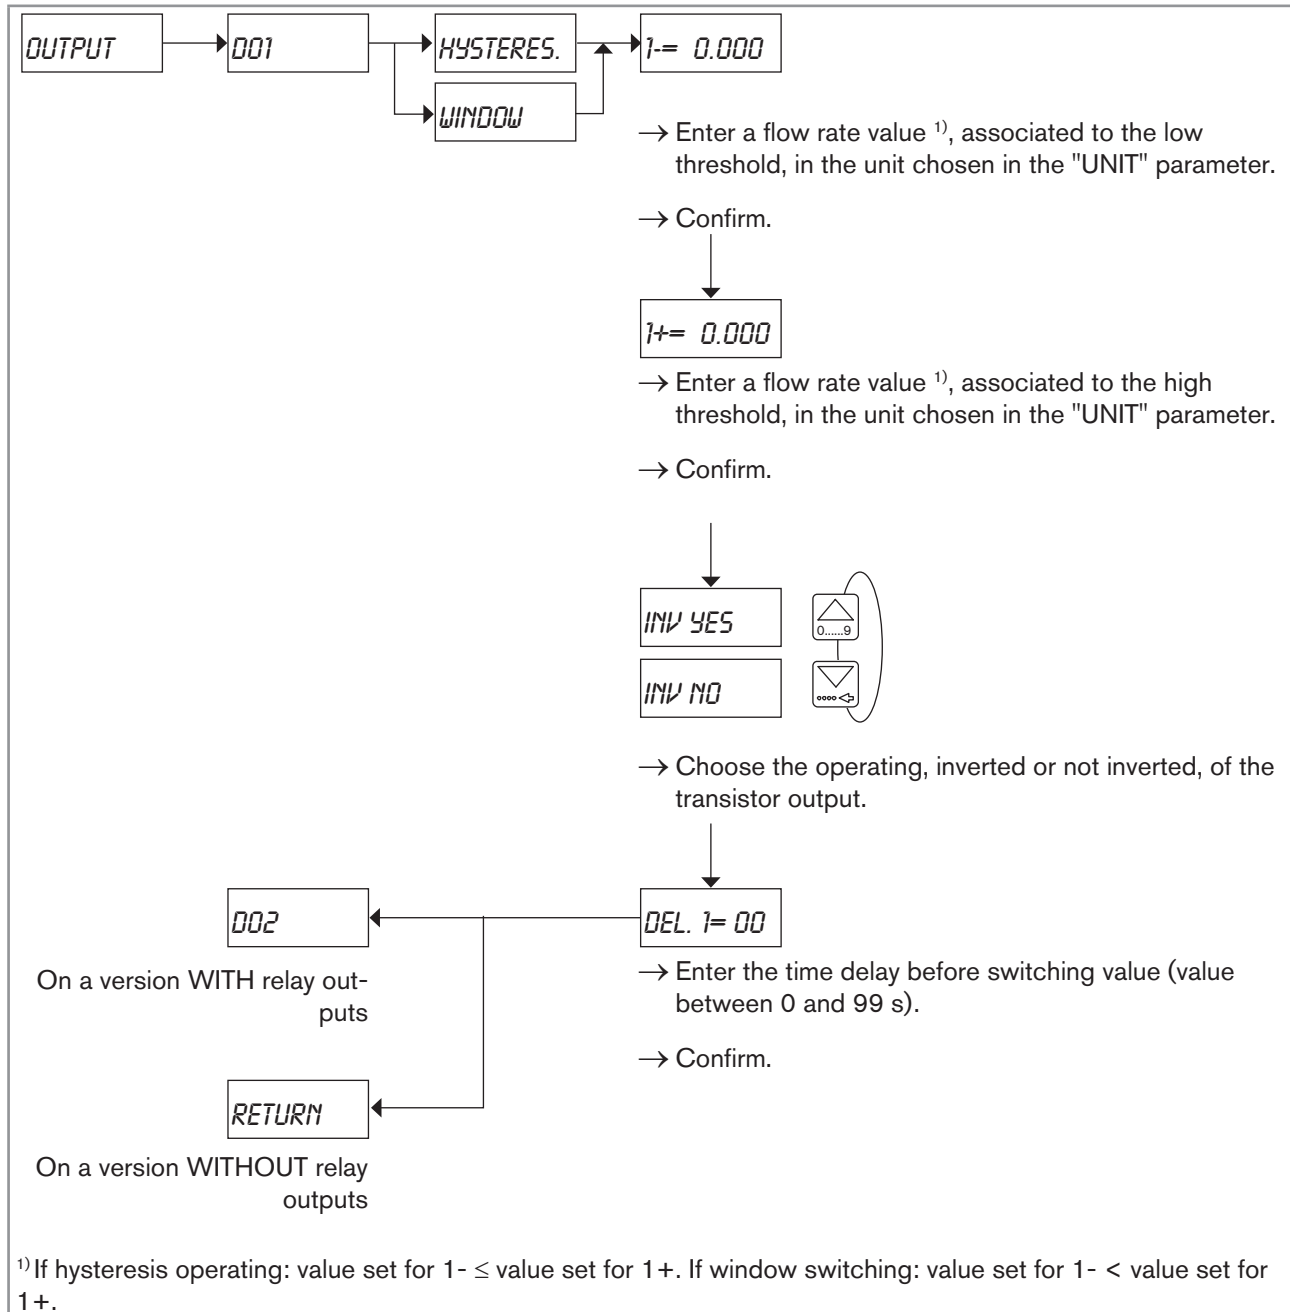 OUTPUT
DO1
HYSTERES.
1-= 0.000
WINDOW
→ Enter a flow rate value 1), associated to the low
threshold, in the unit chosen in the "UNIT" parameter.
→ Confirm.
1+= 0.000
→ Enter a flow rate value 1), associated to the high
threshold, in the unit chosen in the "UNIT" parameter.
→ Confirm.
INV YES
0......9
INV NO
→ Choose the operating, inverted or not inverted, of the
transistor output.
DO2
DEL. 1= 00
On a version WITH relay out-
puts
→ Enter the time delay before switching value (value
between 0 and 99 s).
→ Confirm.
RETURN
On a version WITHOUT relay
outputs
1) If hysteresis operating: value set for 1- ≤ value set for 1+. If window switching: value set for 1- < value set for
1+.